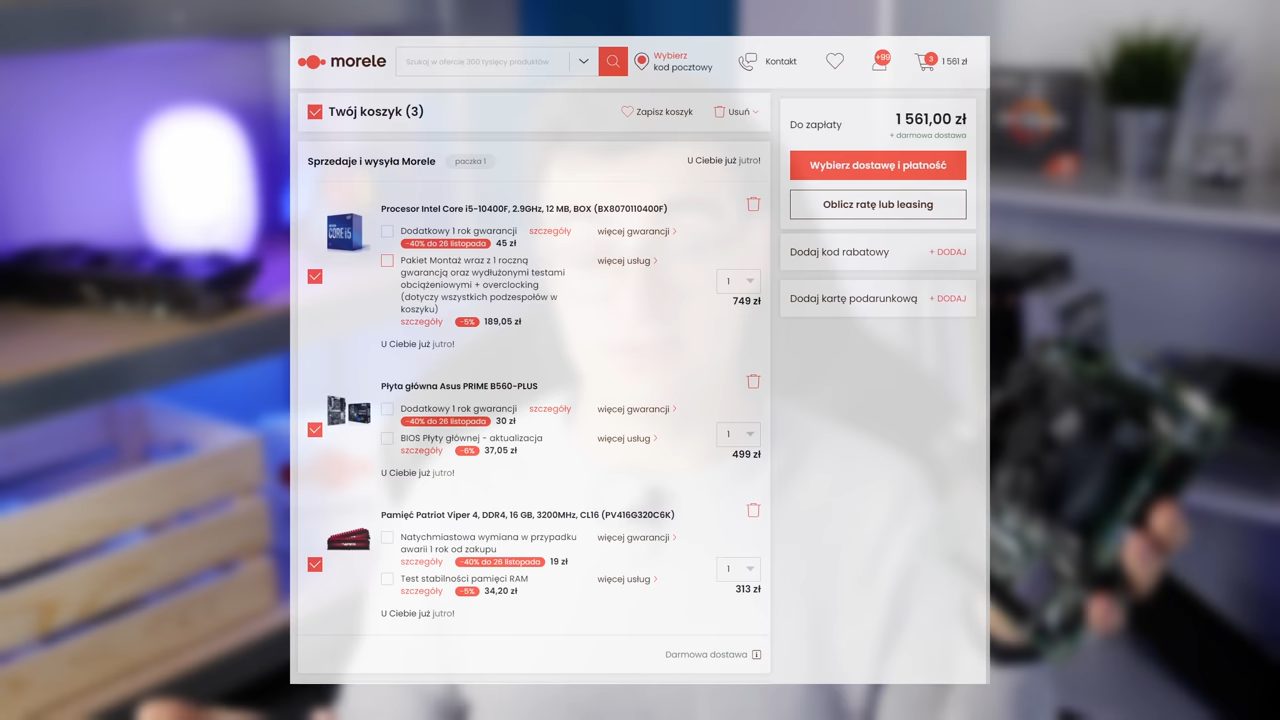 morele
Szukaj w ofercie 300 tysięcy produktów
Wybierz
kod pocztowy
Kontakt
+99
3
1 561 zł
Twój koszyk (3)
Zapisz koszyk
Usuń
Sprzedaje i wysyła Morele
paczka 1
U Ciebie już jutro!
Procesor Intel Core i5-10400F, 2.9GHz, 12 MB, BOX (BX8070110400F)
Dodatkowy 1 rok gwarancji szczegóły więcej gwarancji
-40% do 26 listopada 45 zł
Pakiet Montaż wraz z 1 roczną więcej usług
gwarancją oraz wydłużonymi testami
obciążeniowymi + overclocking
(dotyczy wszystkich podzespołów w
koszyku)
szczegóły -5% 189,05 zł
1
749 zł
U Ciebie już jutro!
Płyta główna Asus PRIME B560-PLUS
Dodatkowy 1 rok gwarancji szczegóły więcej gwarancji
-40% do 26 listopada 30 zł
BIOS Płyty głównej - aktualizacja więcej usług
szczegóły -6% 37,05 zł
1
499 zł
U Ciebie już jutro!
Pamięć Patriot Viper 4, DDR4, 16 GB, 3200MHz, CL16 (PV416G320C6K)
Natychmiastowa wymiana w przypadku więcej gwarancji
awarii 1 rok od zakupu
szczegóły -40% do 26 listopada 19 zł
Test stabilności pamięci RAM więcej usług
szczegóły -5% 34,20 zł
1
313 zł
U Ciebie już jutro!
Darmowa dostawa
Do zapłaty
1 561,00 zł
+ darmowa dostawa
Wybierz dostawę i płatność
Oblicz ratę lub leasing
Dodaj kod rabatowy + DODAJ
Dodaj kartę podarunkową + DODAJ